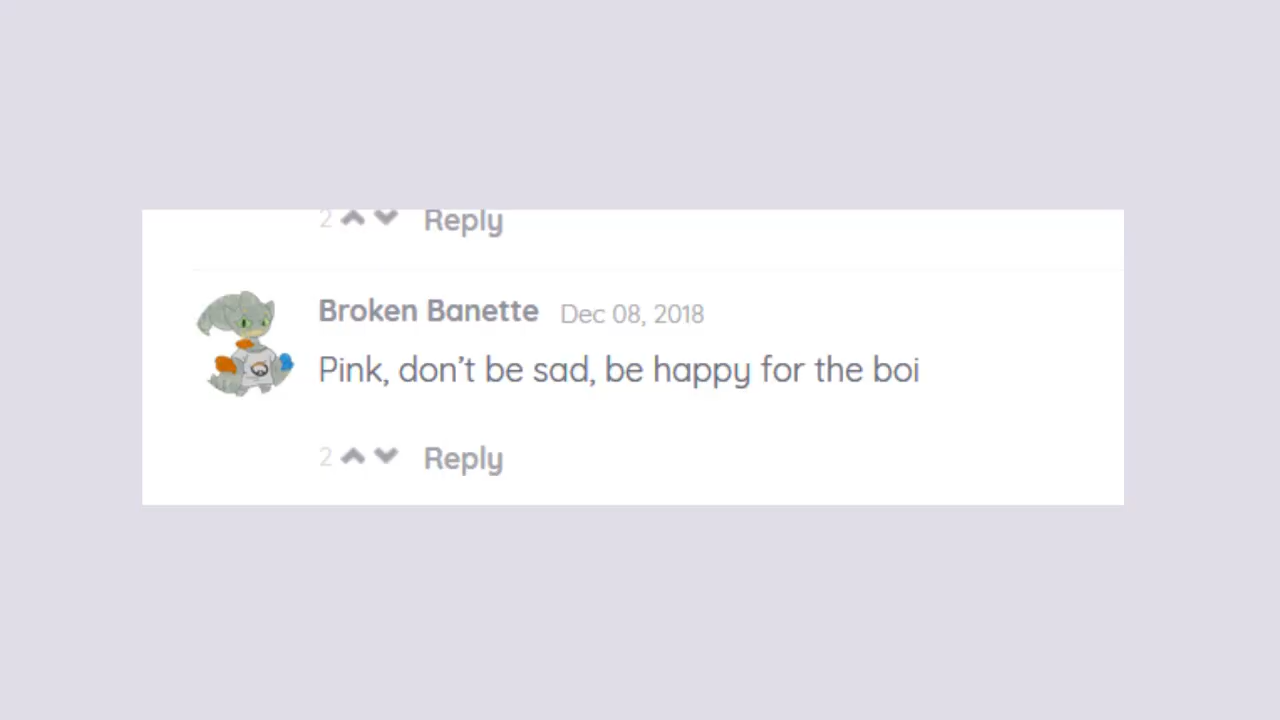 2 Reply
Broken Banette Dec 08, 2018
Pink, don't be sad, be happy for the boi
2 Reply